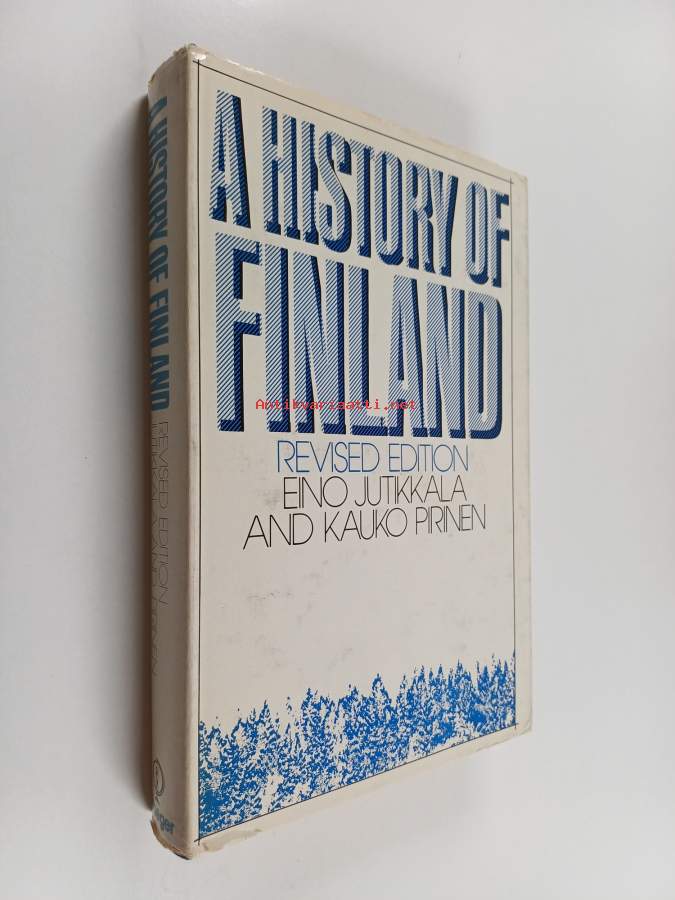 A HISTORY OF
FINLAND
REVISED EDITION
EINO JUTIKKALA
AND KAUKO PIRINEN
Antikvariaatti.net
A HISTORY OF FINLAND
REVISED EDITION